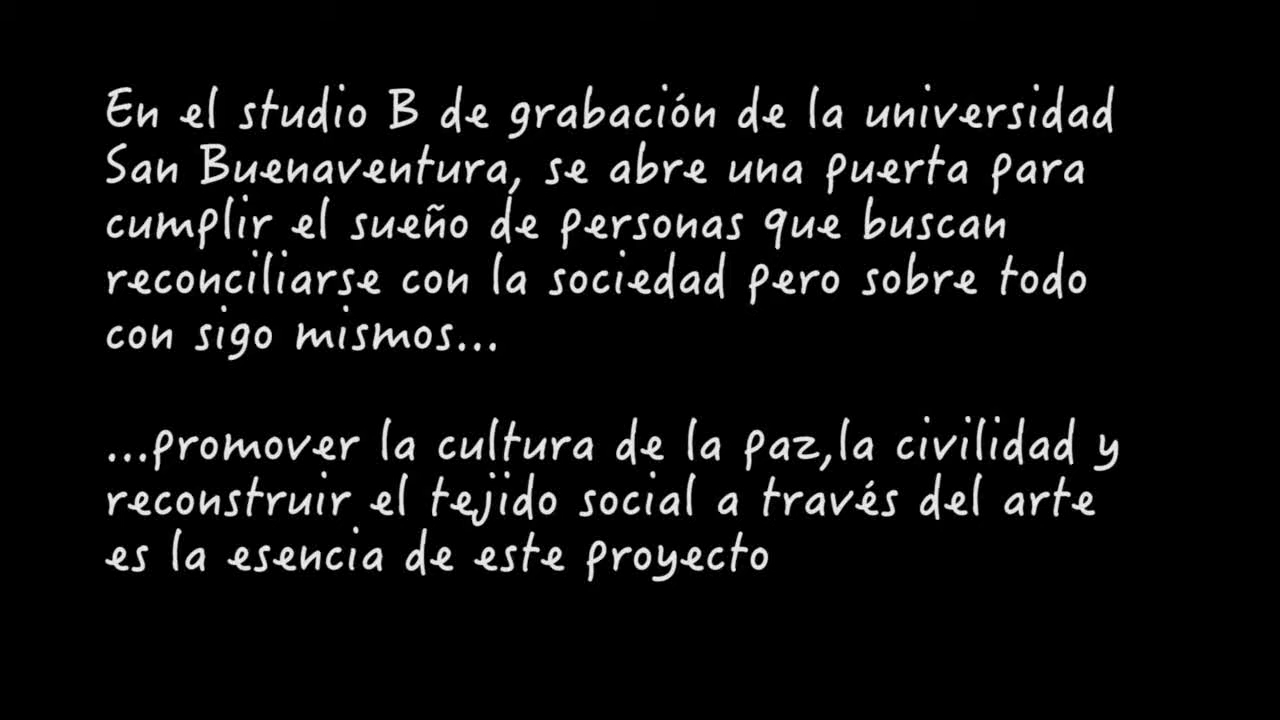 En el studio B de grabación de la universidad
San Buenaventura, se abre una puerta para
cumplir el sueño de personas que buscan
reconciliarse con la sociedad pero sobre todo
con sigo mismos...
...promover la cultura de la paz,la civilidad y
reconstruir el tejido social a través del arte
es la esencia de este proyecto